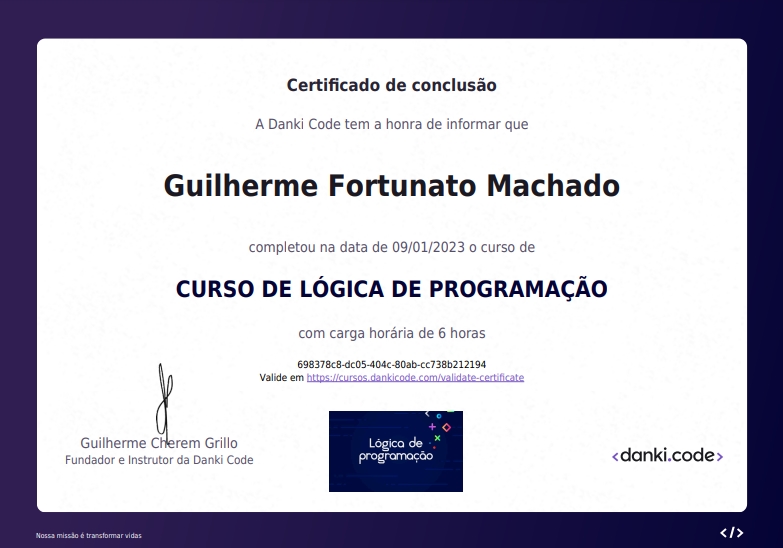 Certificado de conclusão
A Danki Code tem a honra de informar que
Guilherme Fortunato Machado
completou na data de 09/01/2023 o curso de
CURSO DE LÓGICA DE PROGRAMAÇÃO
com carga horária de 6 horas
698378c8-dc05-404c-80ab-cc738b212194
Valide em https://cursos.dankicode.com/validate-certificate
Guilherme Cherem Grillo
Fundador e Instrutor da Danki Code
Lógica de
programação
<danki.code>
Nossa missão é transformar vidas
</>